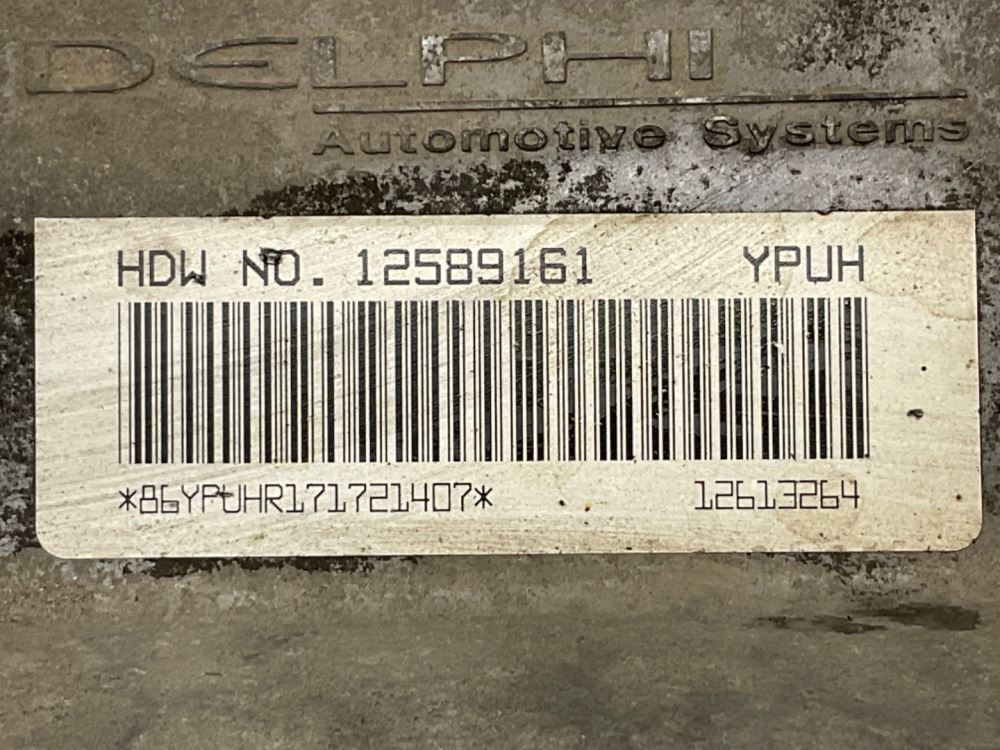 DELPHI
Automotive Systems
HDW NO. 12589161 YPUH
*86YPUHR171721407* 12613264